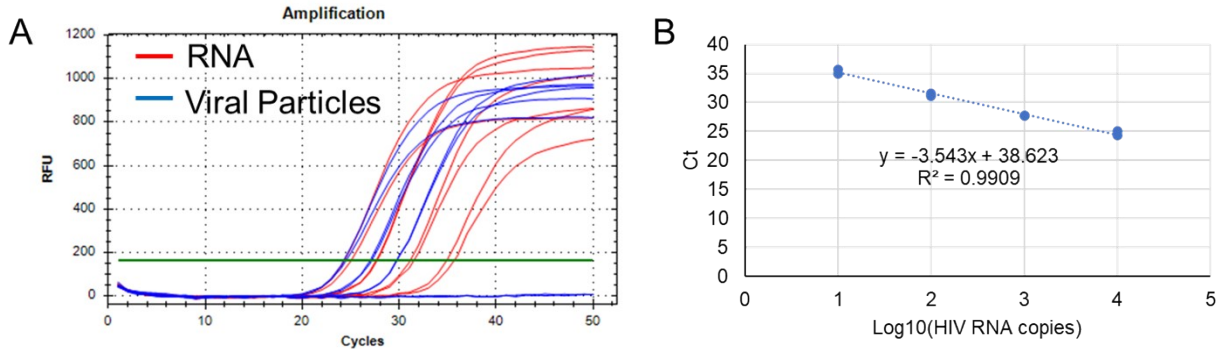 A
Amplification
RNA
Viral Particles
RFU
1200
1000
800
600
400
200
0
0 10 20 30 40 50
Cycles
B
Ct
40
35
30
25
20
15
10
5
0
y = -3.543x + 38.623
R² = 0.9909
0 1 2 3 4 5
Log10(HIV RNA copies)